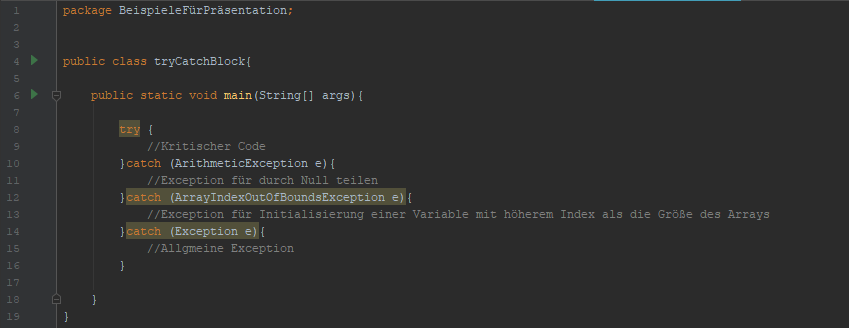 1 package BeispieleFürPräsentation;
2
3
4 public class tryCatchBlock{
5
6 public static void main(String[] args){
7
8 try {
9 //Kritischer Code
10 }catch (ArithmeticException e){
11 //Exception für durch Null teilen
12 }catch (ArrayIndexOutOfBoundsException e){
13 //Exception für Initialisierung einer Variable mit höherem Index als die Größe des Arrays
14 }catch (Exception e){
15 //Allgmeine Exception
16 }
17
18 }
19 }